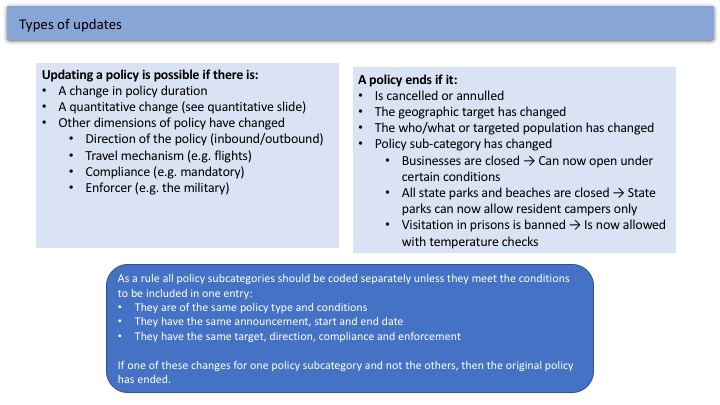 Types of updates
Updating a policy is possible if there is:
• A change in policy duration
• A quantitative change (see quantitative slide)
• Other dimensions of policy have changed
• Direction of the policy (inbound/outbound)
• Travel mechanism (e.g. flights)
• Compliance (e.g. mandatory)
• Enforcer (e.g. the military)
A policy ends if it:
• Is cancelled or annulled
• The geographic target has changed
• The who/what or targeted population has changed
• Policy sub-category has changed
• Businesses are closed → Can now open under
certain conditions
• All state parks and beaches are closed → State
parks can now allow resident campers only
• Visitation in prisons is banned → Is now allowed
with temperature checks
As a rule all policy subcategories should be coded separately unless they meet the conditions
to be included in one entry:
• They are of the same policy type and conditions
• They have the same announcement, start and end date
• They have the same target, direction, compliance and enforcement
If one of these changes for one policy subcategory and not the others, then the original policy
has ended.